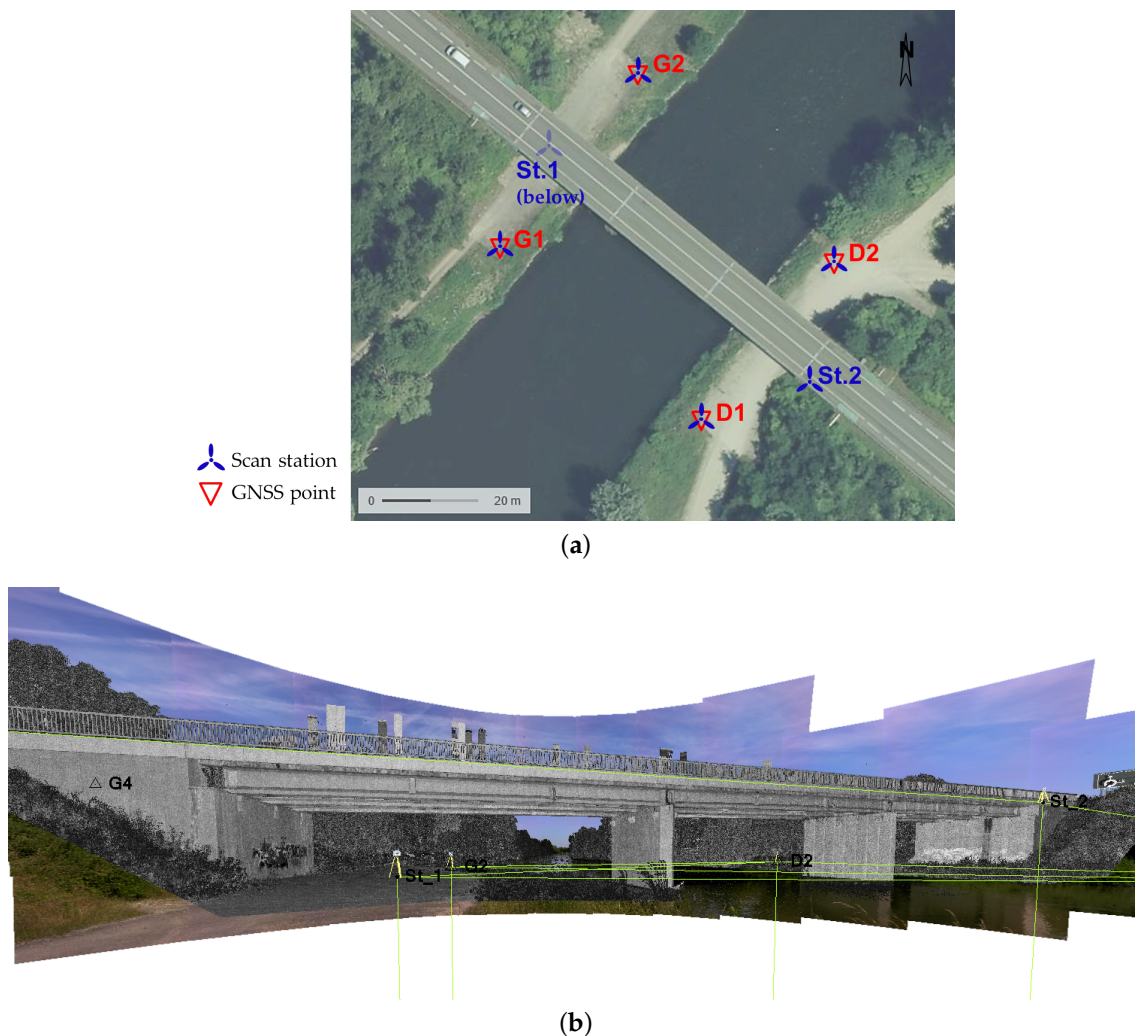 N
G2
St.1
(below)
G1
D2
St.2
D1
Scan station
GNSS point
0 20 m
(a)
G4
St_2
St_1
G2
D2
(b)